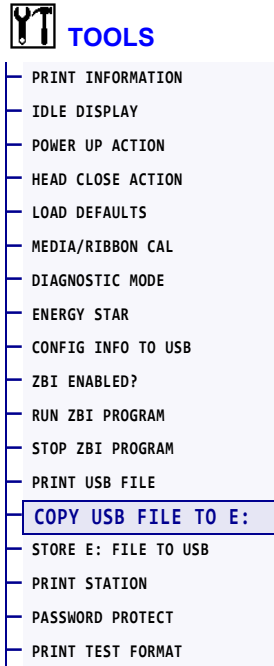 TOOLS
PRINT INFORMATION
IDLE DISPLAY
POWER UP ACTION
HEAD CLOSE ACTION
LOAD DEFAULTS
MEDIA/RIBBON CAL
DIAGNOSTIC MODE
ENERGY STAR
CONFIG INFO TO USB
ZBI ENABLED?
RUN ZBI PROGRAM
STOP ZBI PROGRAM
PRINT USB FILE
COPY USB FILE TO E:
STORE E: FILE TO USB
PRINT STATION
PASSWORD PROTECT
PRINT TEST FORMAT